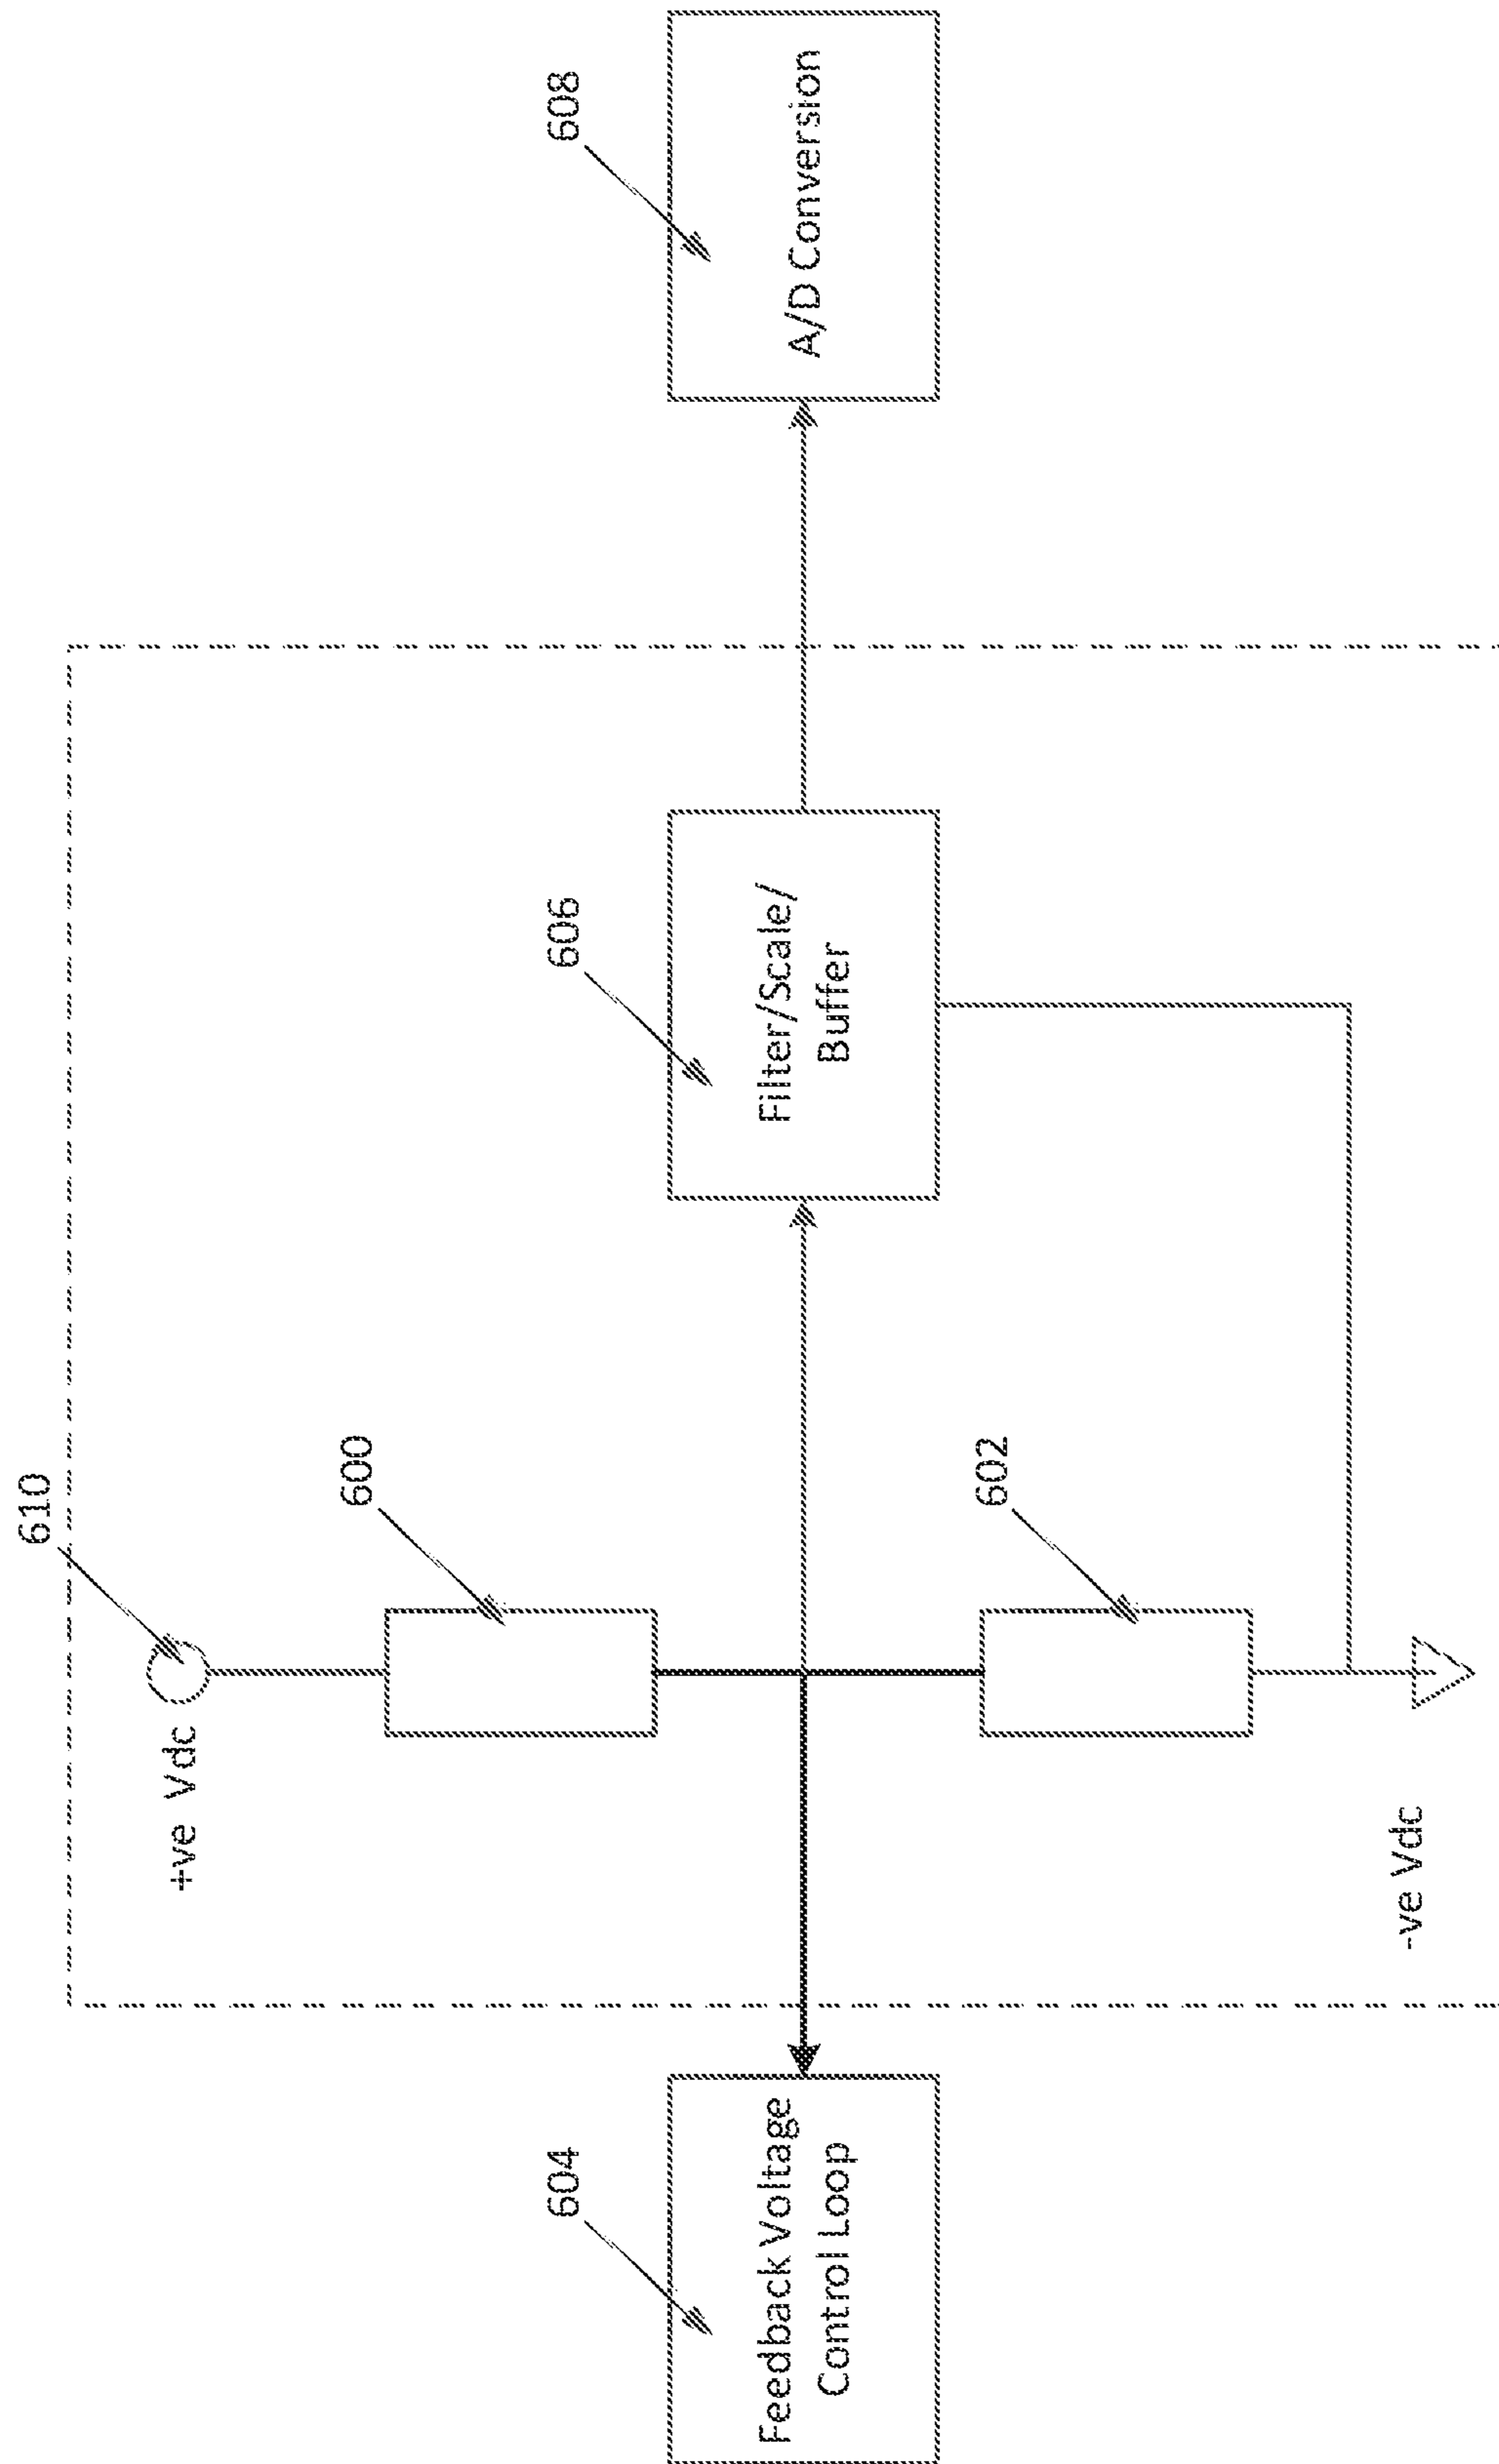 610
+ve Vdc
600
604
Feedback Voltage
Control Loop
606
Filter/Scale/
Buffer
608
A/D Conversion
602
-ve Vdc